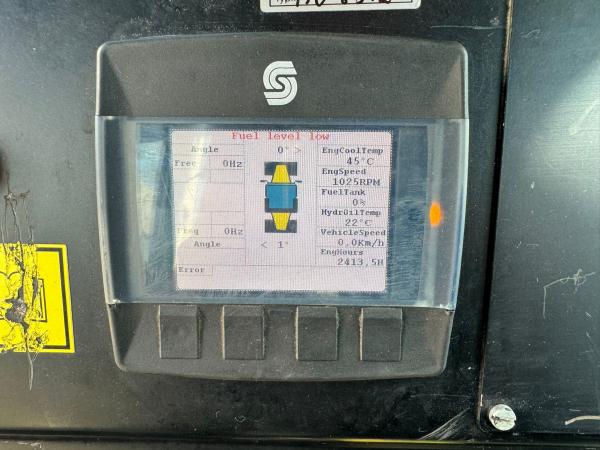 Fuel level low
Angle 0° > EngCoolTemp
45°C
Freq 0Hz EngSpeed
1025RPM
FuelTank
0%
HydrOilTemp
22°C
Freq 0Hz VehicleSpeed
0,0Km/h
Angle < 1° EngHours
2413,5H
Error